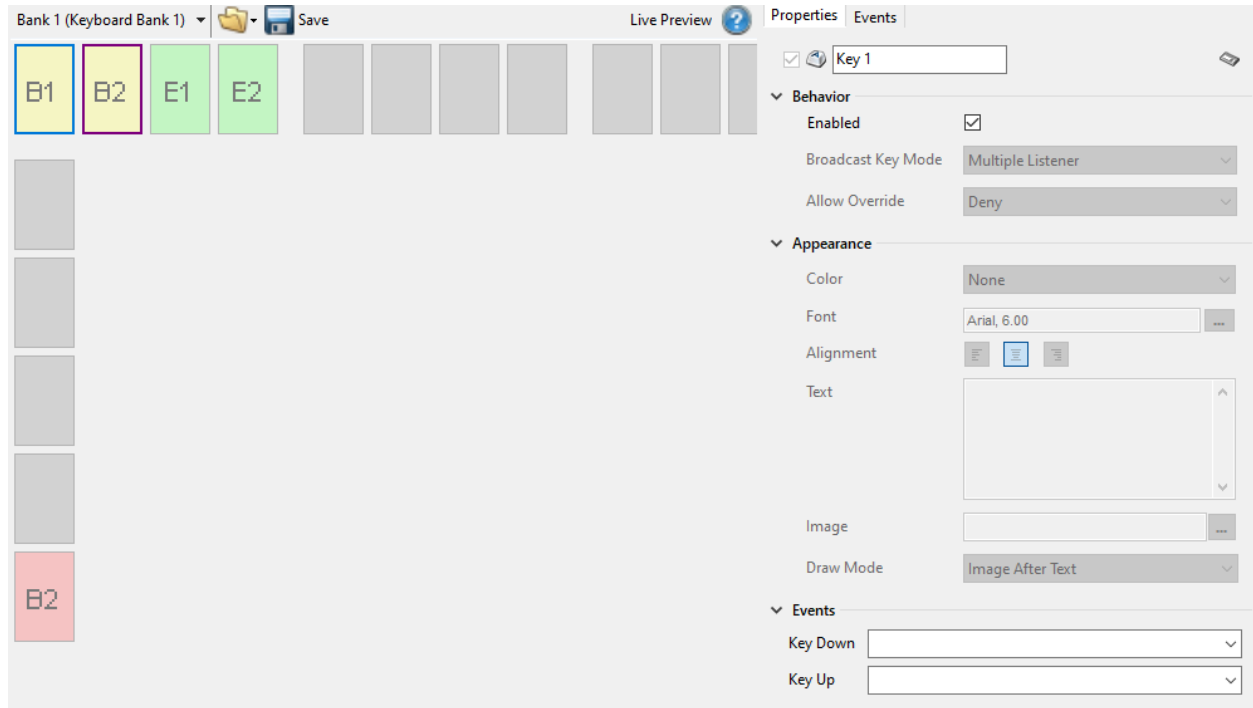 Bank 1 (Keyboard Bank 1) Save Live Preview ?
Properties Events
Key 1
B1 B2 E1 E2
Behavior
Enabled
Broadcast Key Mode Multiple Listener
Allow Override Deny
Appearance
Color None
Font Arial, 6.00 ...
Alignment
Text
Image ...
Draw Mode Image After Text
B2
Events
Key Down
Key Up